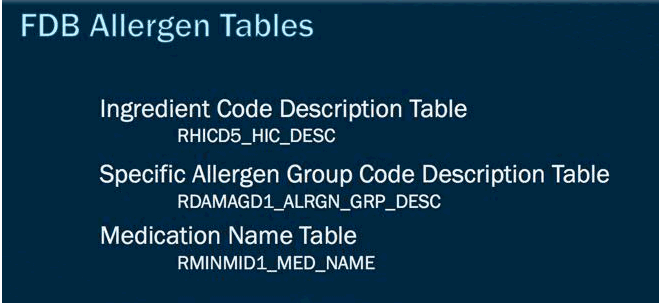 FDB Allergen Tables
Ingredient Code Description Table
RHICD5_HIC_DESC
Specific Allergen Group Code Description Table
RDAMAGD1_ALRGN_GRP_DESC
Medication Name Table
RMINMID1_MED_NAME